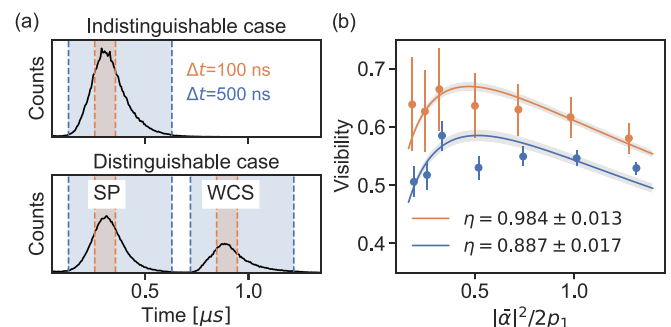 (a)
Indistinguishable case
Counts
Δt=100 ns
Δt=500 ns
Distinguishable case
Counts
SP
WCS
0.5
1.0
Time [μs]
(b)
Visibility
0.7
0.6
0.5
0.4
η = 0.984 ± 0.013
η = 0.887 ± 0.017
0.5
1.0
|ᾱ|²/2p₁